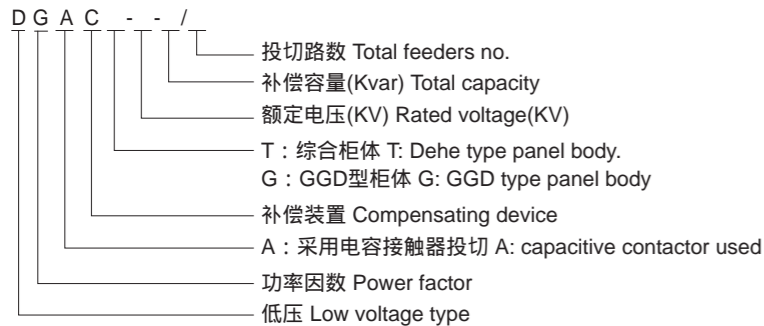 D G A C - - /
投切路数 Total feeders no.
补偿容量(Kvar) Total capacity
额定电压(KV) Rated voltage(KV)
T：综合柜体 T: Dehe type panel body.
G：GGD型柜体 G: GGD type panel body
补偿装置 Compensating device
A：采用电容接触器投切 A: capacitive contactor used
功率因数 Power factor
低压 Low voltage type